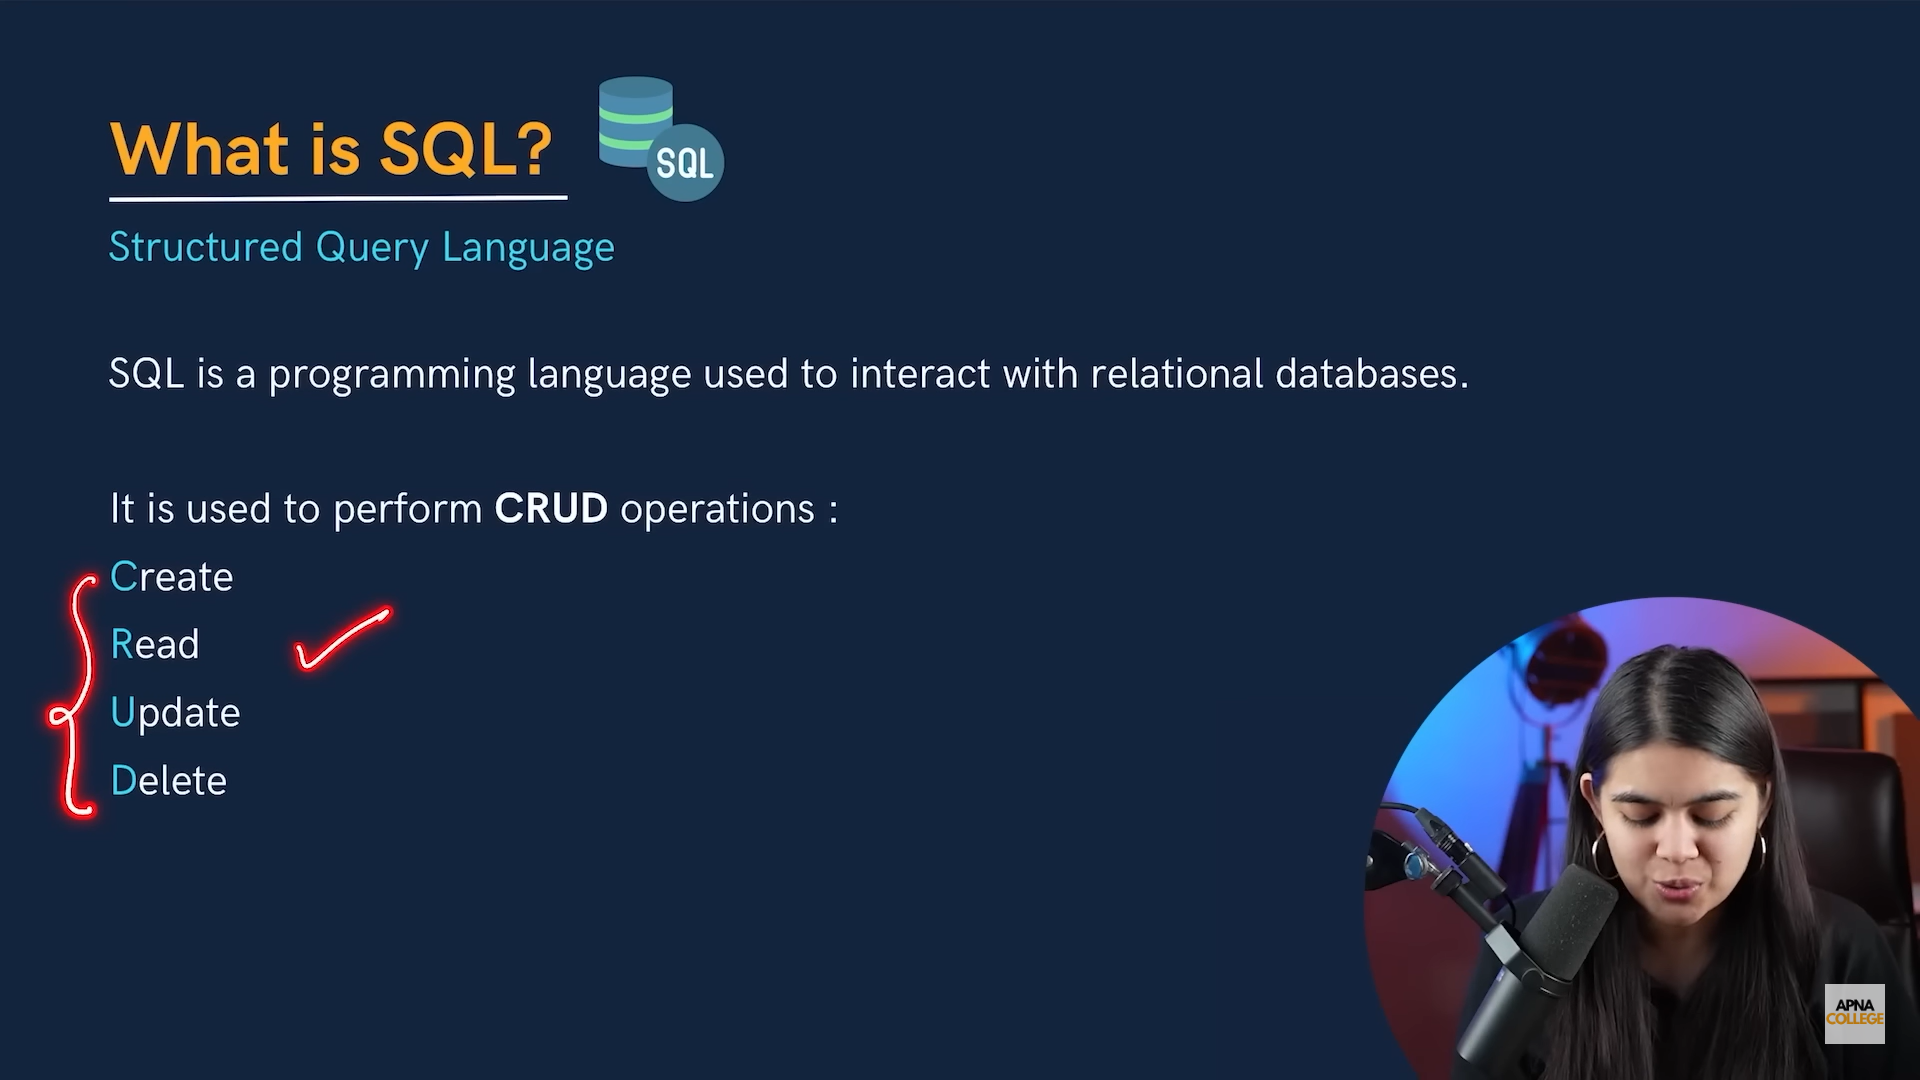 What is SQL?
SQL
Structured Query Language
SQL is a programming language used to interact with relational databases.
It is used to perform CRUD operations :
Create
Read
Update
Delete
APNA
COLLEGE